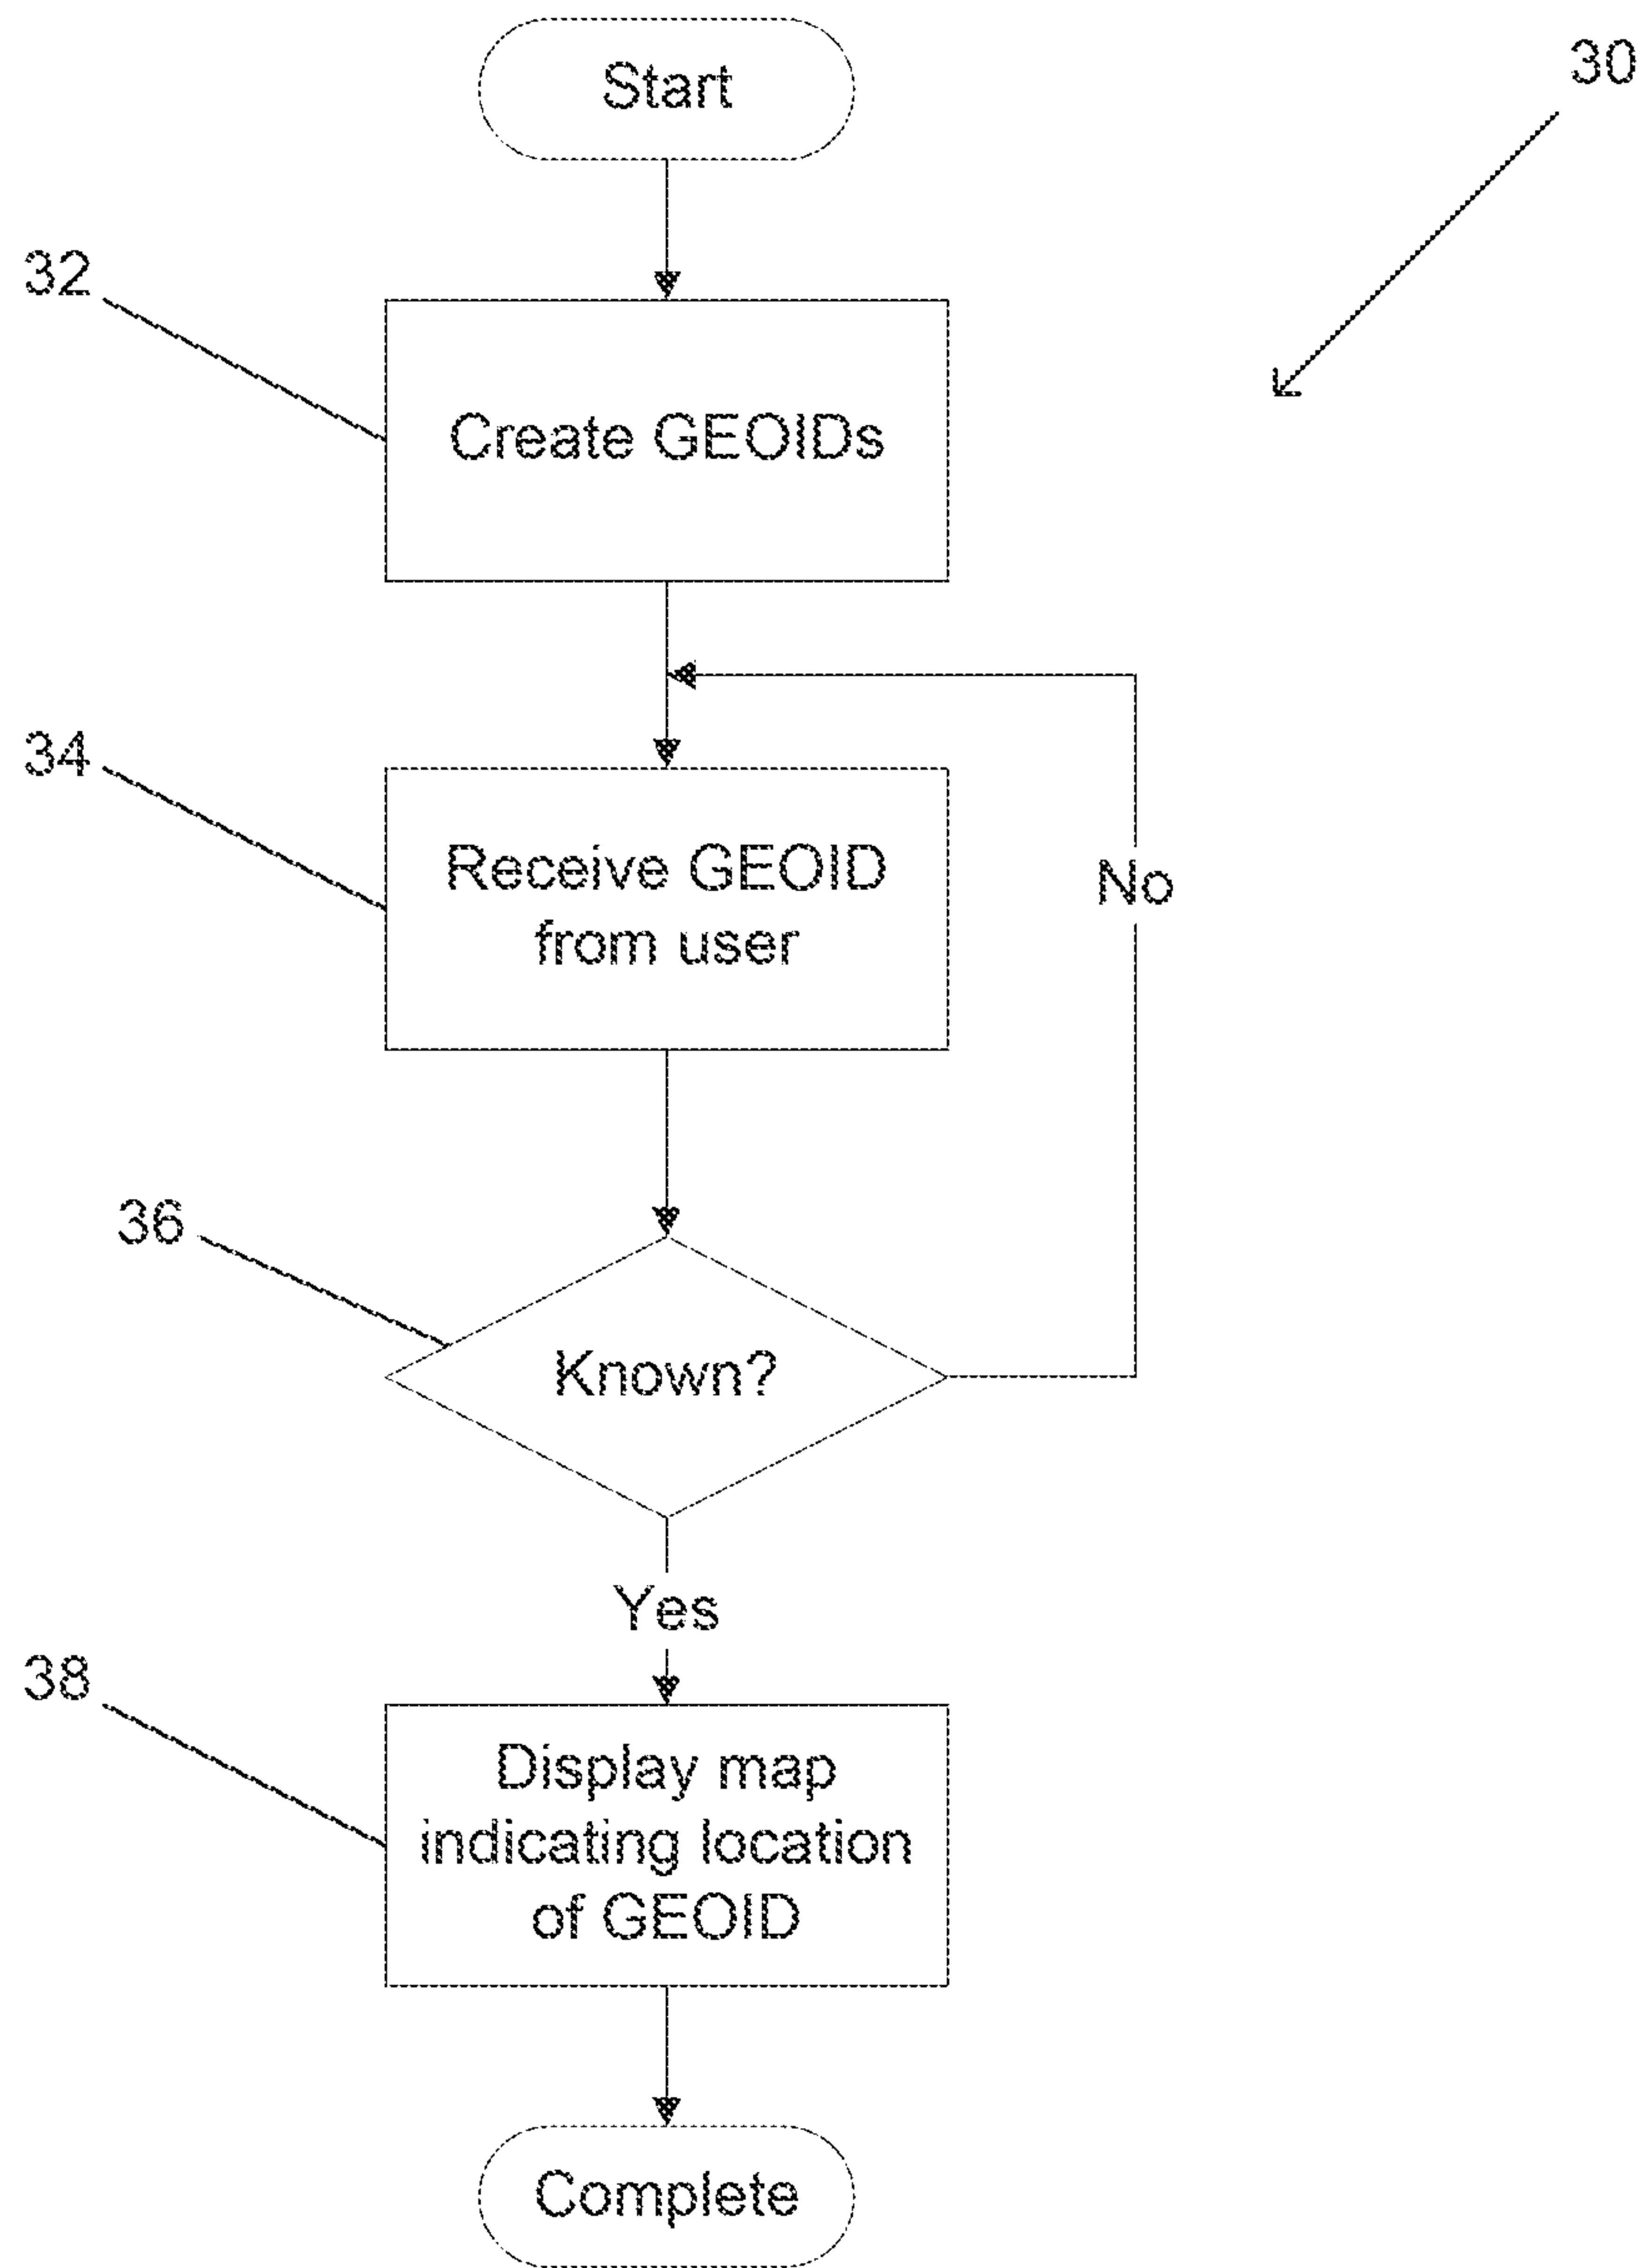 Start
30
32
Create GEOIDs
34
Receive GEOID
from user
No
36
Known?
Yes
38
Display map
indicating location
of GEOID
Complete